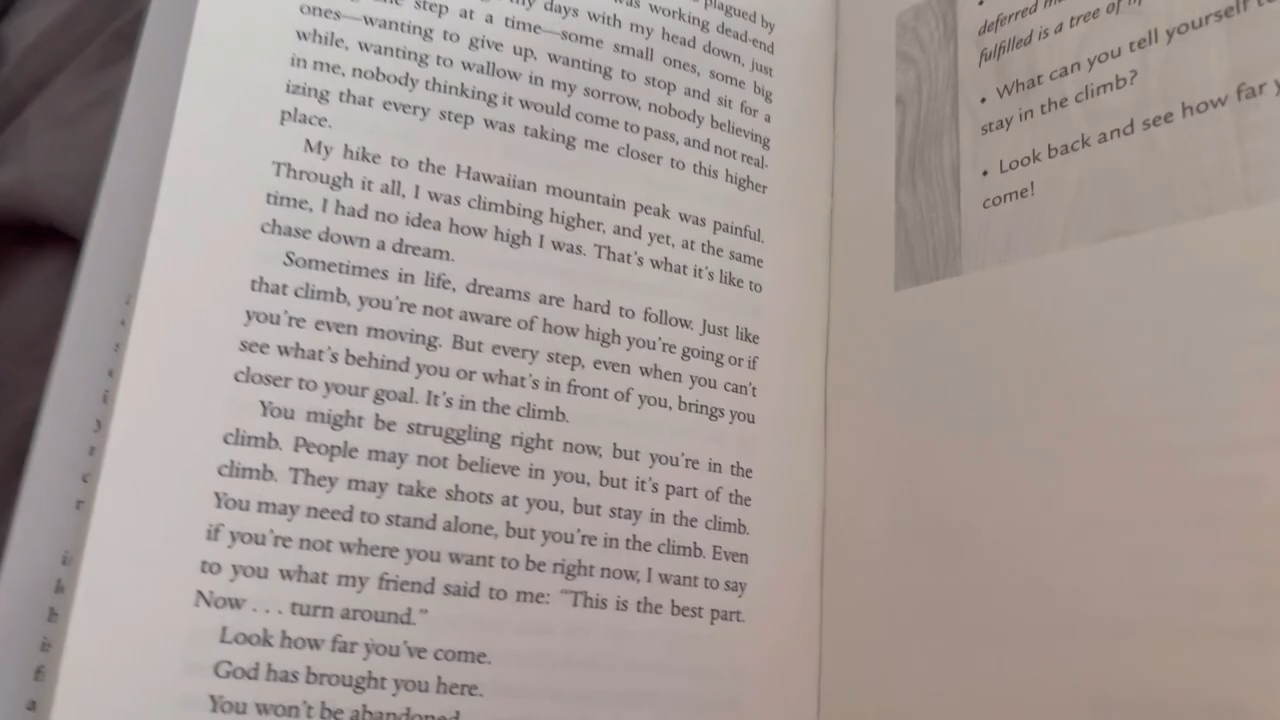 plagued by
was working dead-end
my days with my head down, just
step at a time—some small ones, some big
ones—wanting to give up, wanting to stop and sit for a
while, wanting to wallow in my sorrow, nobody believing
in me, nobody thinking it would come to pass, and not real-
izing that every step was taking me closer to this higher
place.
My hike to the Hawaiian mountain peak was painful.
Through it all, I was climbing higher, and yet, at the same
time, I had no idea how high I was. That's what it's like to
chase down a dream.
Sometimes in life, dreams are hard to follow. Just like
that climb, you're not aware of how high you're going or if
you're even moving. But every step, even when you can't
see what's behind you or what's in front of you, brings you
closer to your goal. It's in the climb.
You might be struggling right now, but you're in the
climb. People may not believe in you, but it's part of the
climb. They may take shots at you, but stay in the climb.
You may need to stand alone, but you're in the climb. Even
if you're not where you want to be right now, I want to say
to you what my friend said to me: "This is the best part.
Now . . . turn around."
Look how far you've come.
God has brought you here.
You won't be abandoned
deferred
fulfilled is a tree of
• What can you tell yourself
stay in the climb?
• Look back and see how far
come!